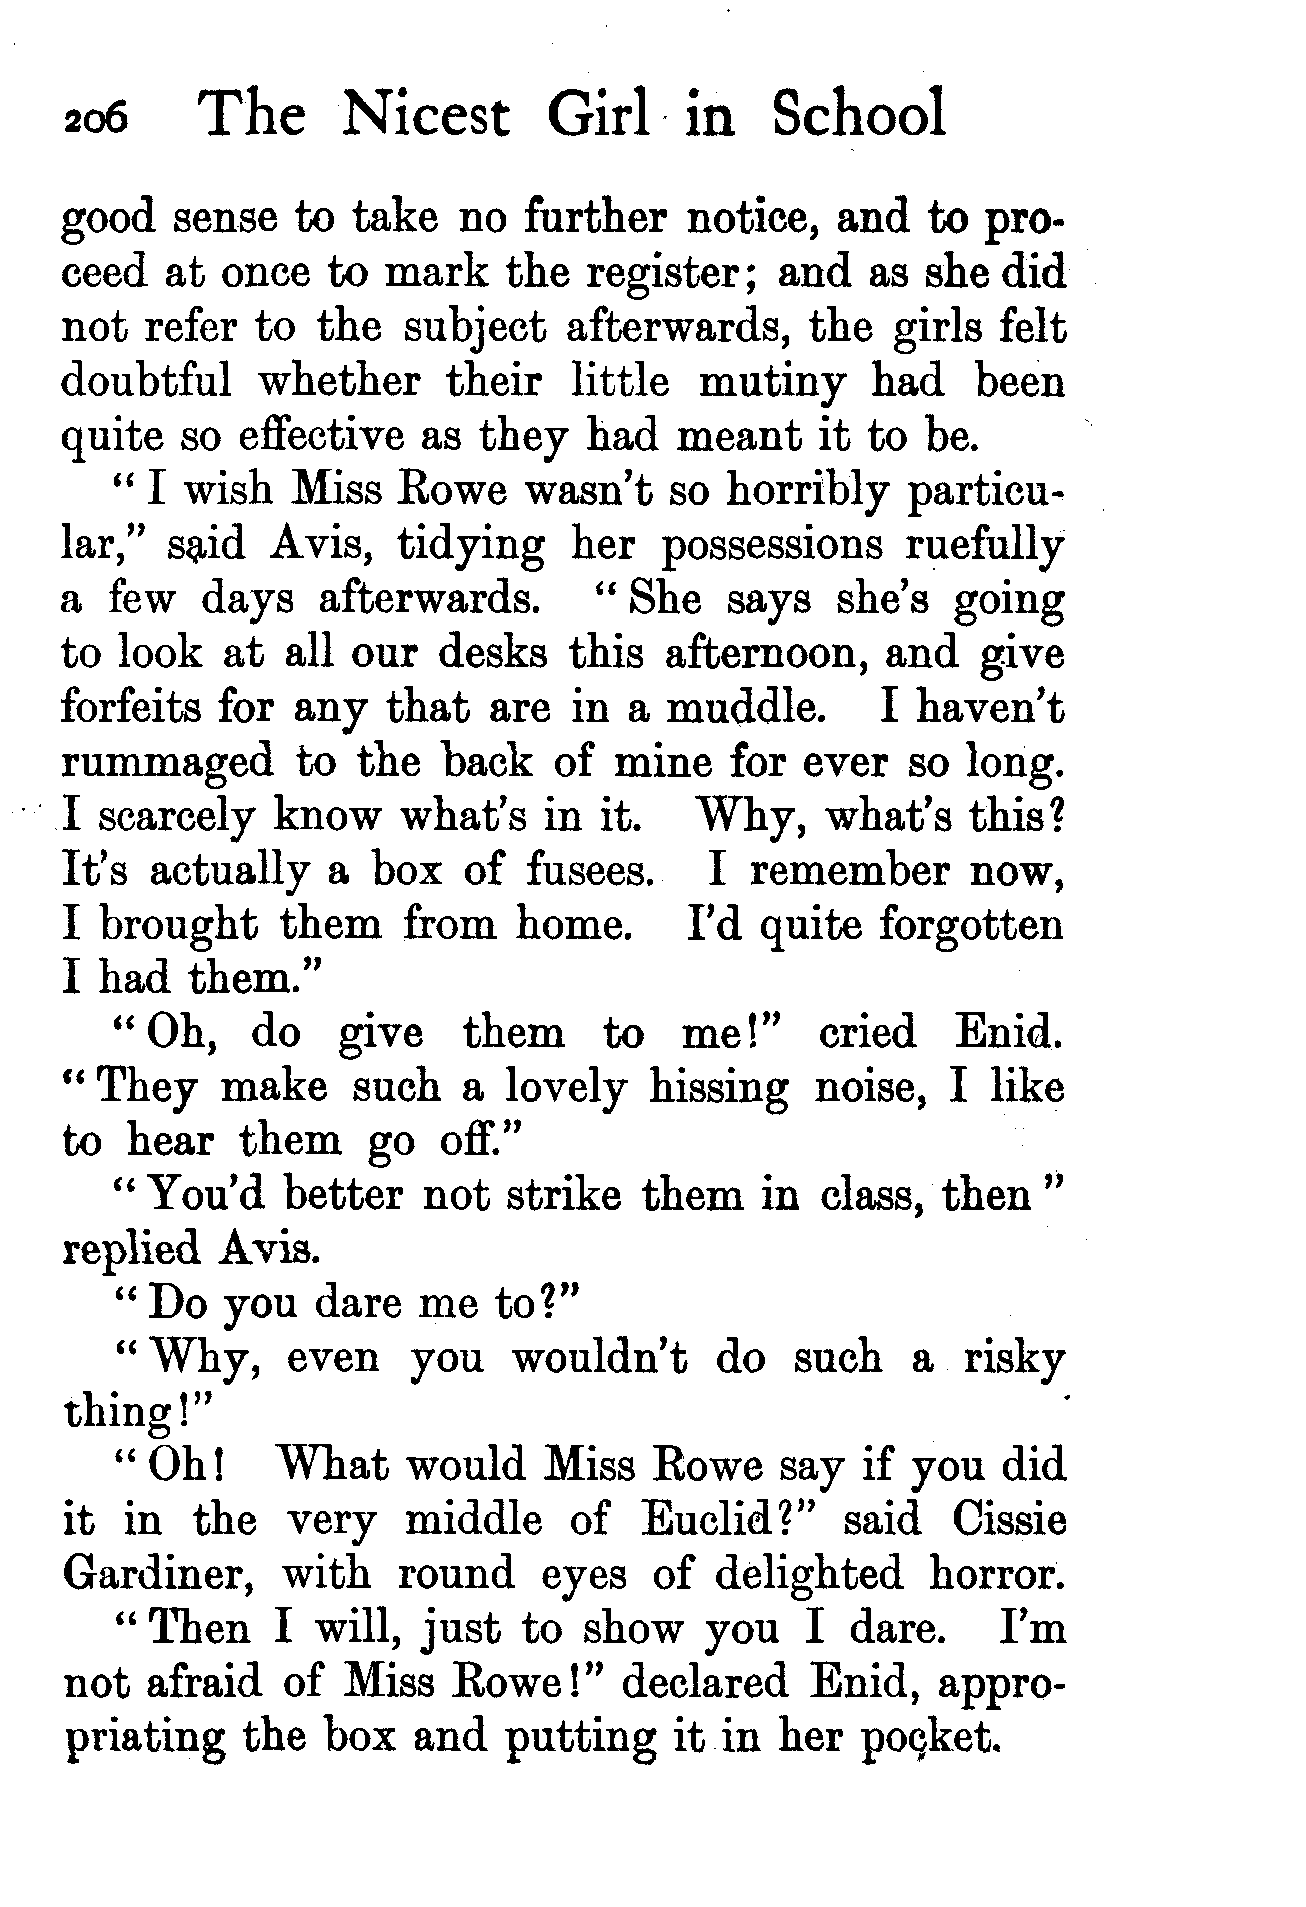 206 The Nicest Girl in School
good sense to take no further notice, and to pro-
ceed at once to mark the register; and as she did
not refer to the subject afterwards, the girls felt
doubtful whether their little mutiny had been
quite so effective as they had meant it to be.
“I wish Miss Rowe wasn’t so horribly particu-
lar,” said Avis, tidying her possessions ruefully
a few days afterwards. “She says she’s going
to look at all our desks this afternoon, and give
forfeits for any that are in a muddle. I haven’t
rummaged to the back of mine for ever so long.
I scarcely know what’s in it. Why, what’s this?
It’s actually a box of fusees. I remember now,
I brought them from home. I’d quite forgotten
I had them.”
“Oh, do give them to me!” cried Enid.
“They make such a lovely hissing noise, I like
to hear them go off.”
“You’d better not strike them in class, then”
replied Avis.
“Do you dare me to?”
“Why, even you wouldn’t do such a risky
thing!”
“Oh! What would Miss Rowe say if you did
it in the very middle of Euclid?” said Cissie
Gardiner, with round eyes of delighted horror.
“Then I will, just to show you I dare. I’m
not afraid of Miss Rowe!” declared Enid, appro-
priating the box and putting it in her pocket.